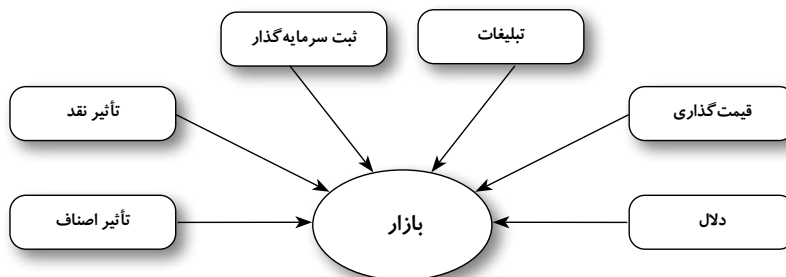 تبلیغات
ثبت سرمایه‌گذار
قیمت‌گذاری
تأثیر نقد
دلال
بازار
تأثیر اصناف